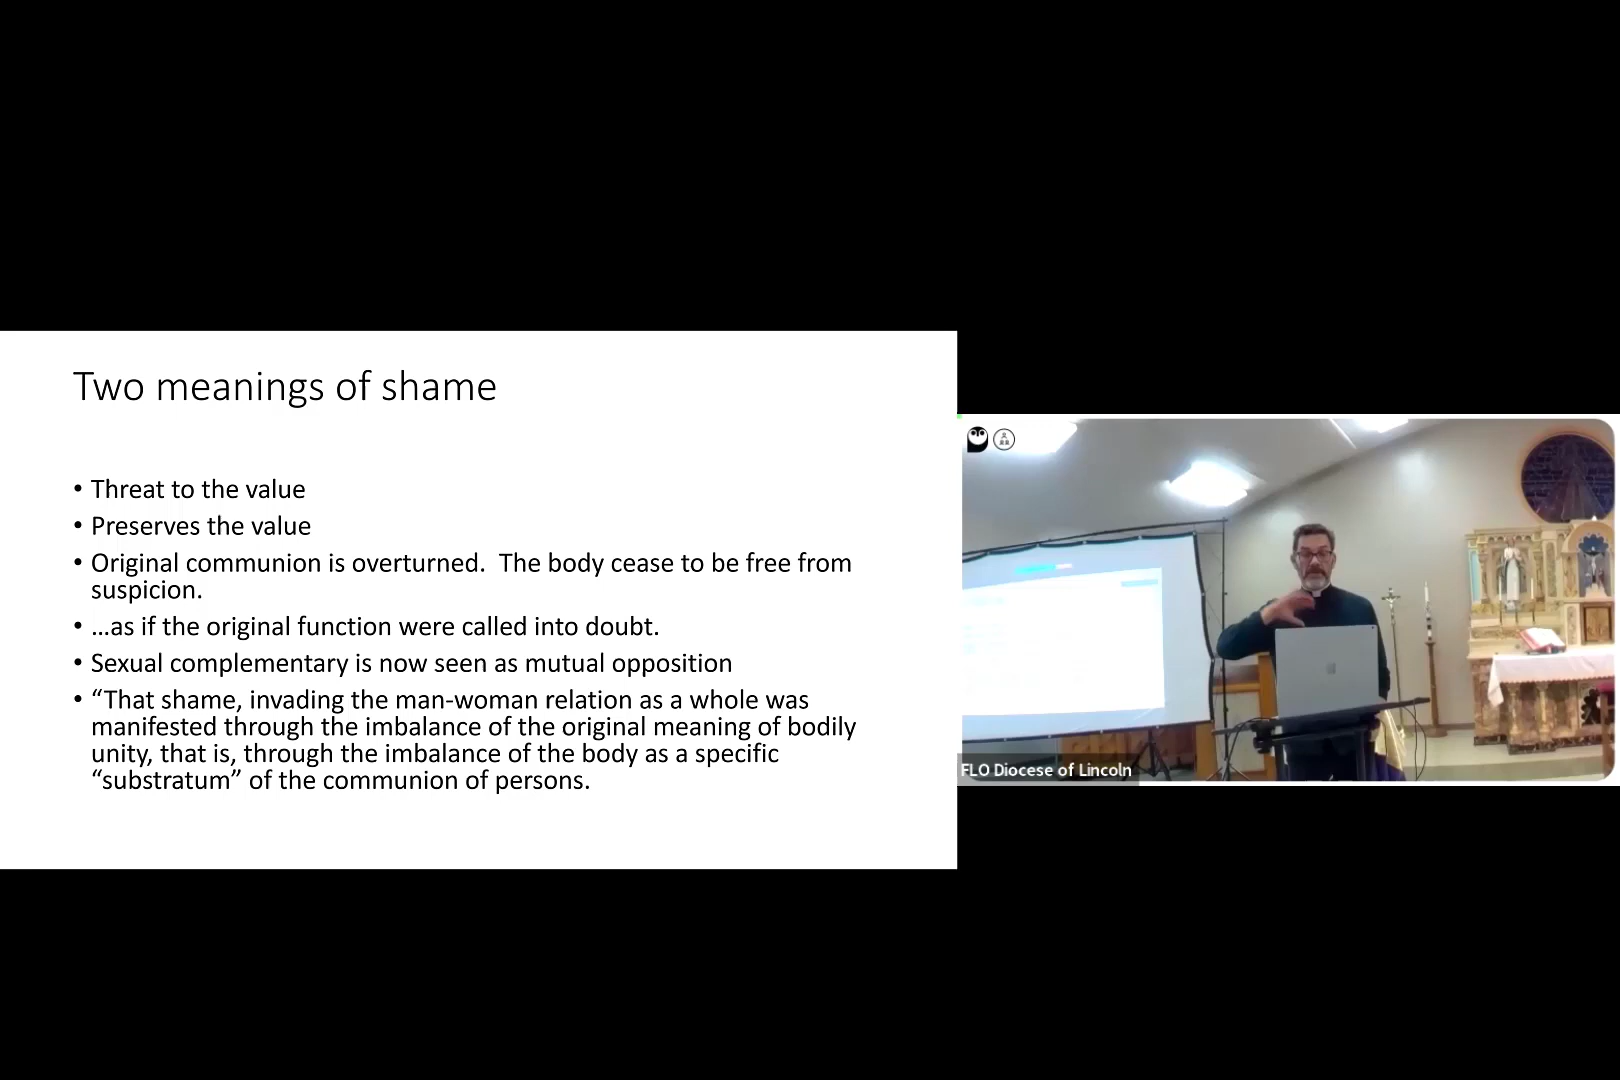 Two meanings of shame
• Threat to the value
• Preserves the value
• Original communion is overturned.  The body cease to be free from
suspicion.
• …as if the original function were called into doubt.
• Sexual complementary is now seen as mutual opposition
• “That shame, invading the man-woman relation as a whole was
manifested through the imbalance of the original meaning of bodily
unity, that is, through the imbalance of the body as a specific
“substratum” of the communion of persons.
FLO Diocese of Lincoln